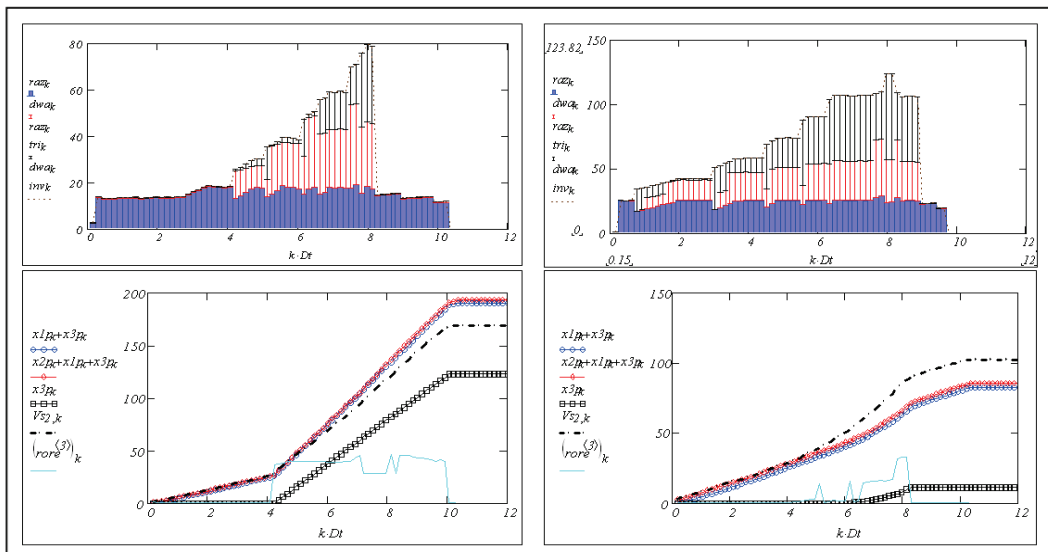 80
60
40
20
0
0 2 4 6 8 10 12
k·Dt
raz_k
dwa_k
raz_k
tri_k
dwa_k
inv_k
150
123.82
100
50
0
0
0 2 4 6 8 10 12
0.15 k·Dt 12
raz_k
dwa_k
raz_k
tri_k
dwa_k
inv_k
200
150
100
50
0
0 2 4 6 8 10 12
k·Dt
x1p_k+x3p_k
x2p_k+x1p_k+x3p_k
x3p_k
Vs_2,k
(rore^⟨3⟩)_k
150
100
50
0
0 2 4 6 8 10 12
k·Dt
x1p_k+x3p_k
x2p_k+x1p_k+x3p_k
x3p_k
Vs_2,k
(rore^⟨3⟩)_k